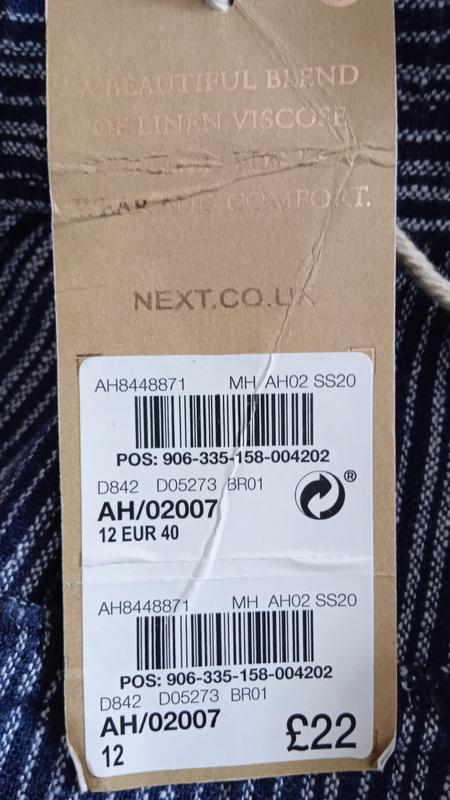 A BEAUTIFUL BLEND
OF LINEN VISCOSE
WEAR AND COMFORT.
NEXT.CO.UK
AH8448871 MH AH02 SS20
POS: 906-335-158-004202
D842 D05273 BR01
AH/02007
®
12 EUR 40
AH8448871 MH AH02 SS20
POS: 906-335-158-004202
D842 D05273 BR01
AH/02007
12
£22